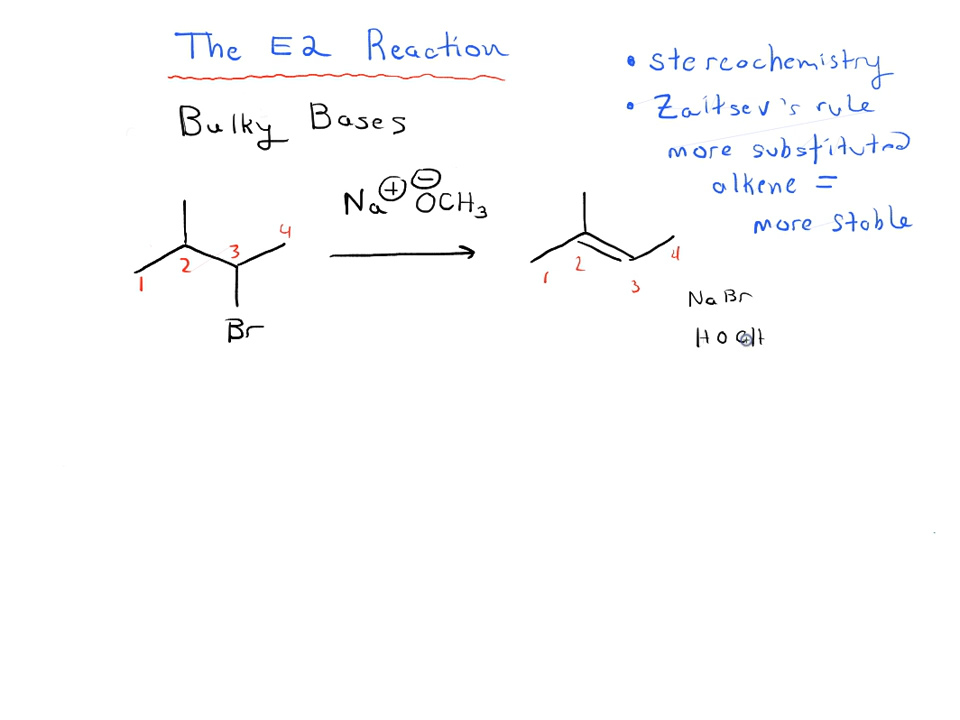 The E2 Reaction
• stereochemistry
• Zaitsev's rule
more substituted
alkene =
more stable
Bulky Bases
Na⊕ ⊖OCH3
1 2 3 4
Br
1 2 3 4
NaBr
HO